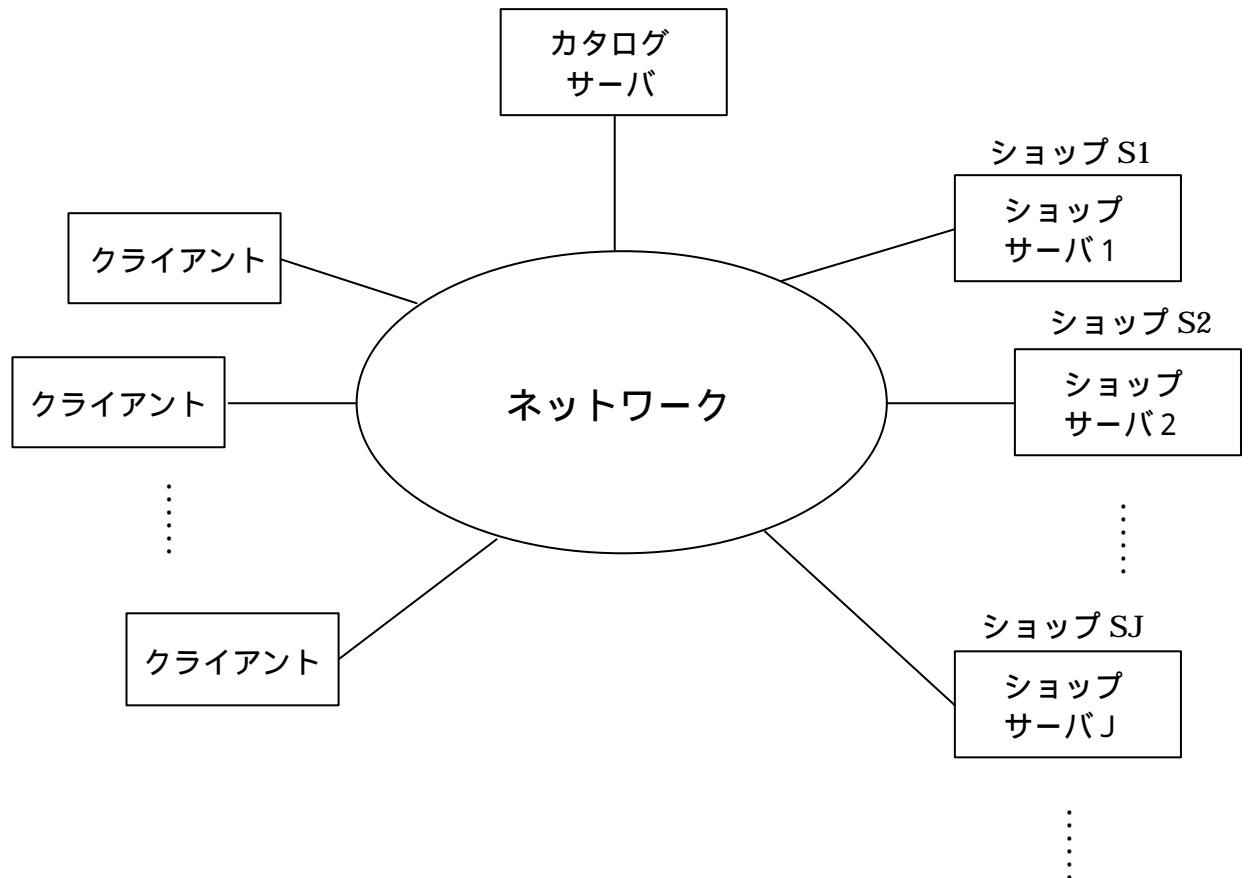 カタログ
サーバ
ショップ S1
ショップ
サーバ 1
クライアント
ショップ S2
ショップ
サーバ 2
クライアント
ネットワーク
ショップ SJ
ショップ
サーバ J
クライアント